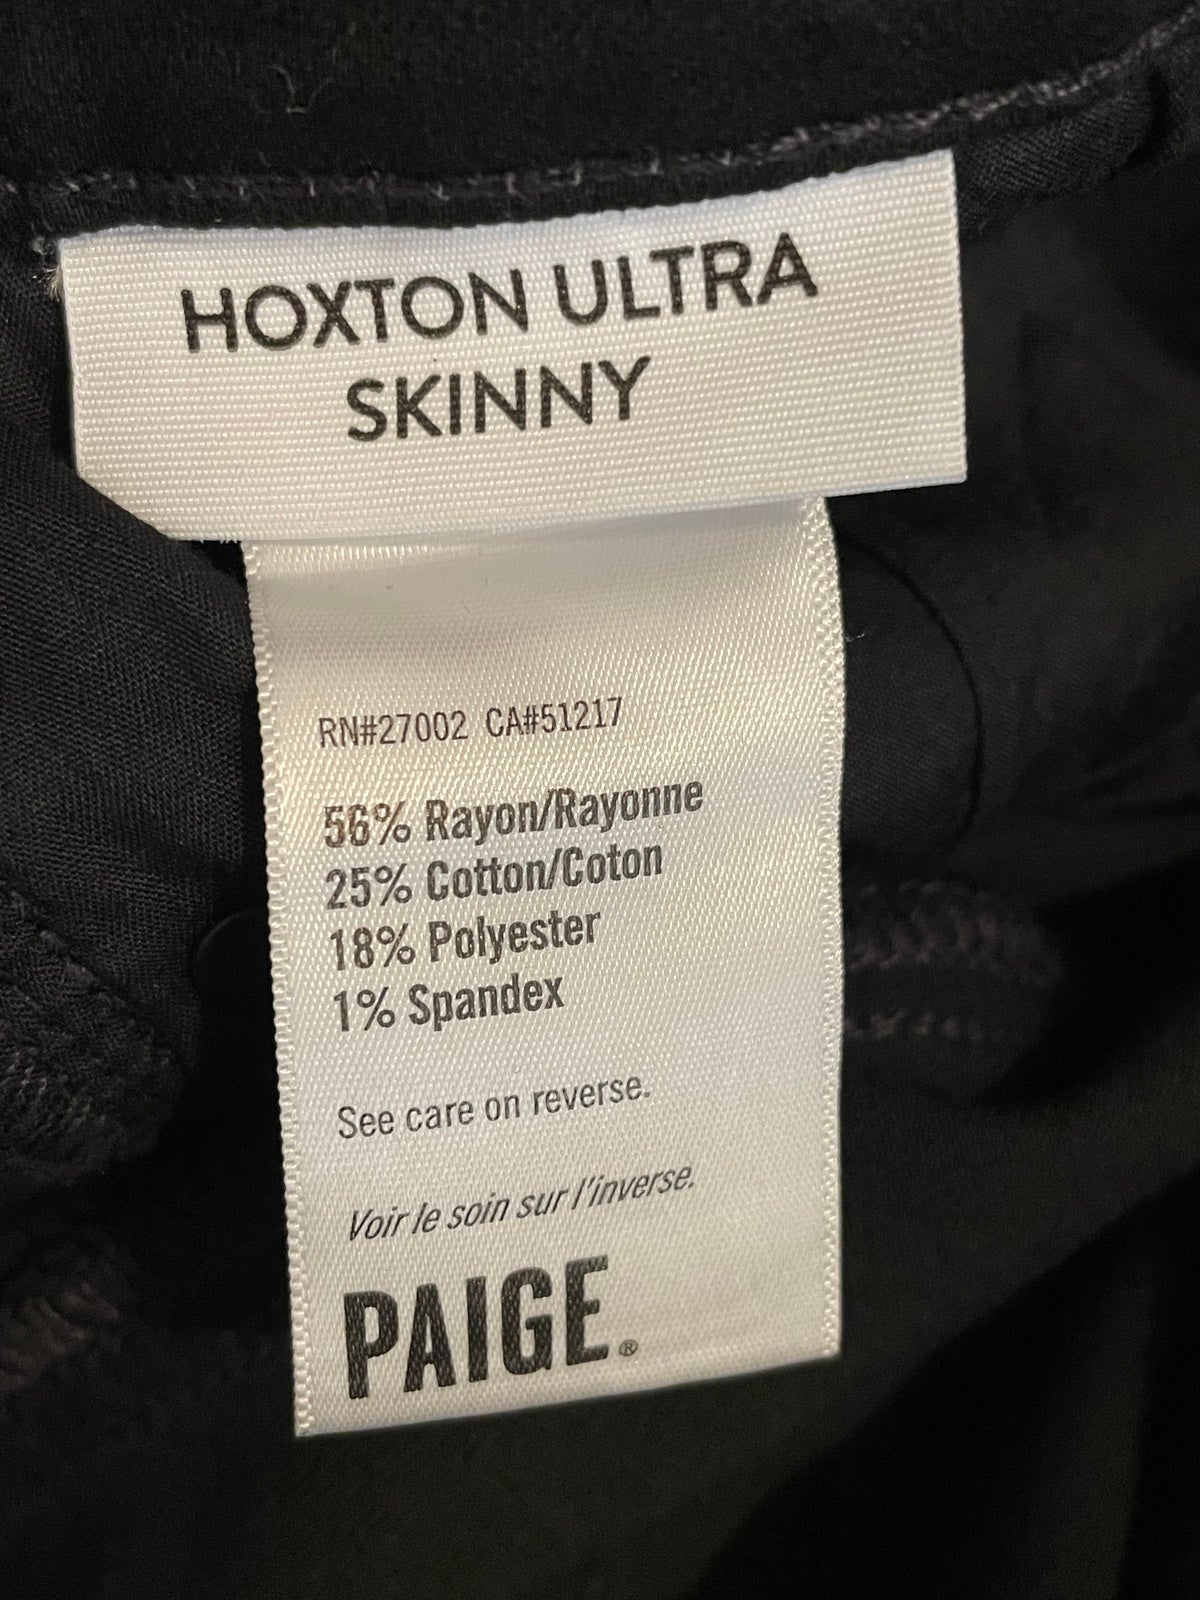 HOXTON ULTRA
SKINNY
RN#27002 CA#51217
56% Rayon/Rayonne
25% Cotton/Coton
18% Polyester
1% Spandex
See care on reverse.
Voir le soin sur l'inverse.
PAIGE®